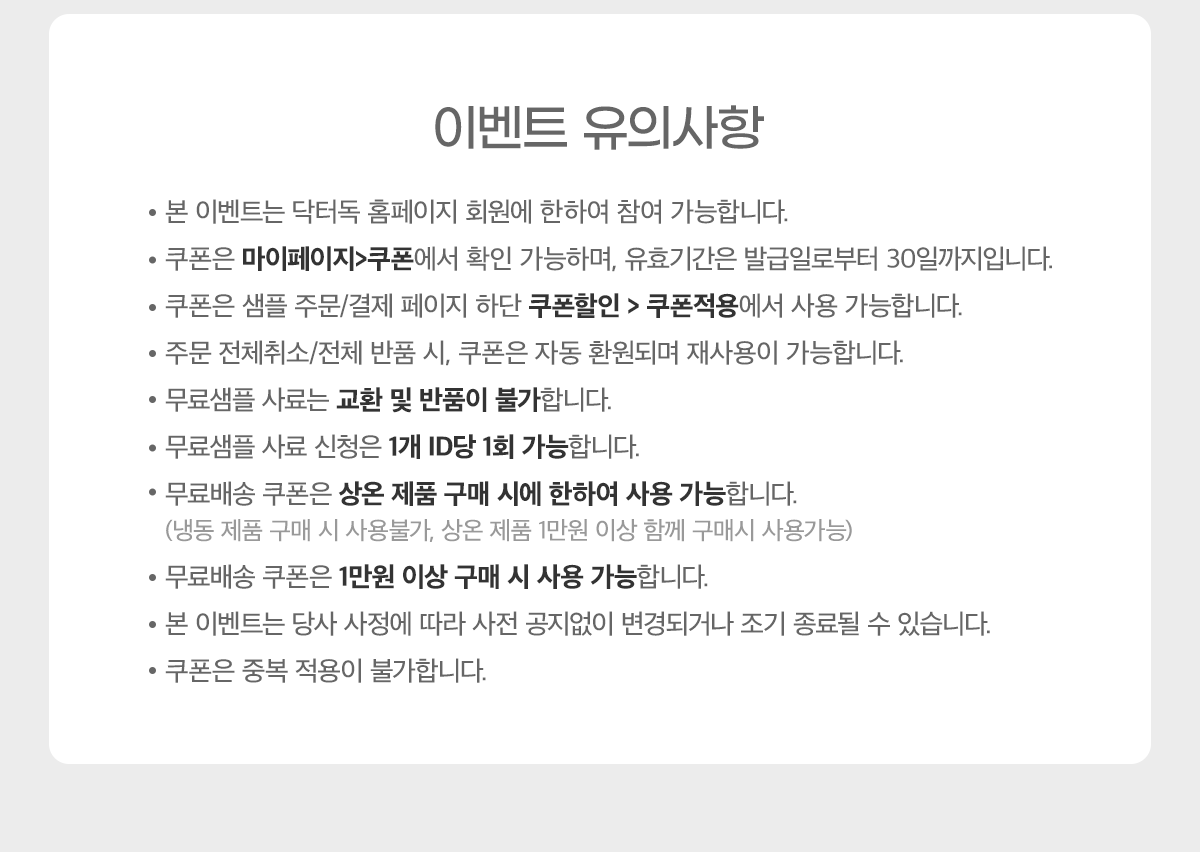 이벤트 유의사항
• 본 이벤트는 닥터독 홈페이지 회원에 한하여 참여 가능합니다.
• 쿠폰은 마이페이지>쿠폰에서 확인 가능하며, 유효기간은 발급일로부터 30일까지입니다.
• 쿠폰은 샘플 주문/결제 페이지 하단 쿠폰할인 > 쿠폰적용에서 사용 가능합니다.
• 주문 전체취소/전체 반품 시, 쿠폰은 자동 환원되며 재사용이 가능합니다.
• 무료샘플 사료는 교환 및 반품이 불가합니다.
• 무료샘플 사료 신청은 1개 ID당 1회 가능합니다.
• 무료배송 쿠폰은 상온 제품 구매 시에 한하여 사용 가능합니다.
(냉동 제품 구매 시 사용불가, 상온 제품 1만원 이상 함께 구매시 사용가능)
• 무료배송 쿠폰은 1만원 이상 구매 시 사용 가능합니다.
• 본 이벤트는 당사 사정에 따라 사전 공지없이 변경되거나 조기 종료될 수 있습니다.
• 쿠폰은 중복 적용이 불가합니다.